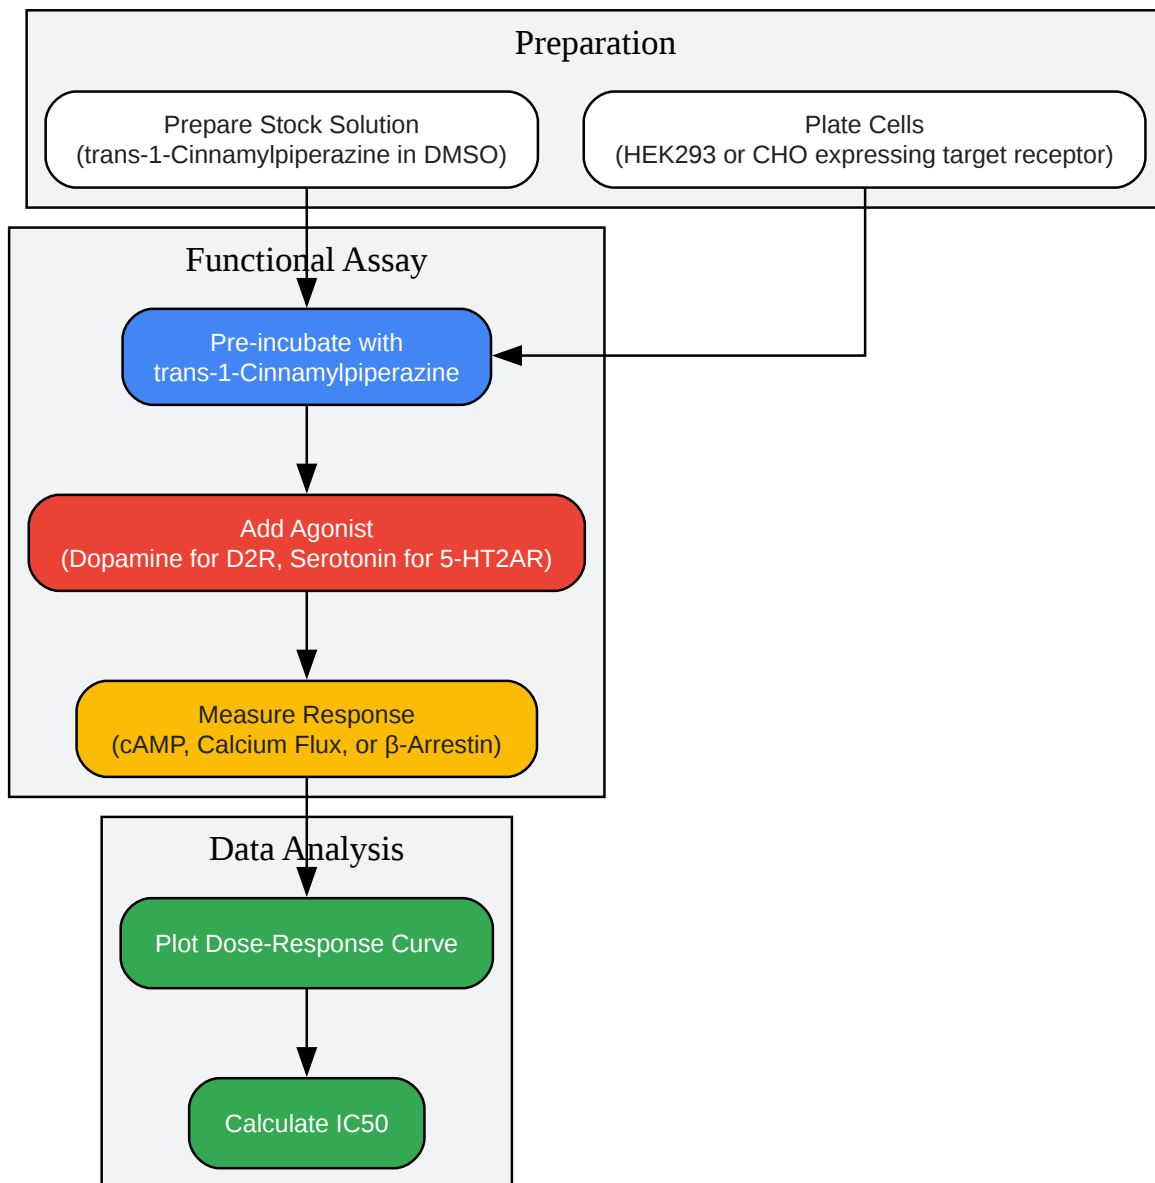 Preparation
Prepare Stock Solution
(trans-1-Cinnamylpiperazine in DMSO)
Plate Cells
(HEK293 or CHO expressing target receptor)
Functional Assay
Pre-incubate with
trans-1-Cinnamylpiperazine
Add Agonist
(Dopamine for D2R, Serotonin for 5-HT2AR)
Measure Response
(cAMP, Calcium Flux, or β-Arrestin)
Data Analysis
Plot Dose-Response Curve
Calculate IC50